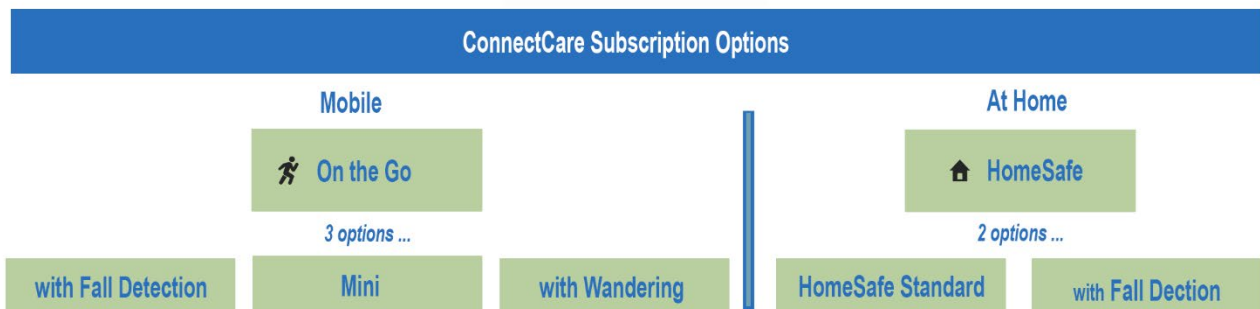 ConnectCare Subscription Options
Mobile
On the Go
3 options ...
with Fall Detection
Mini
with Wandering
At Home
HomeSafe
2 options ...
HomeSafe Standard
with Fall Dection